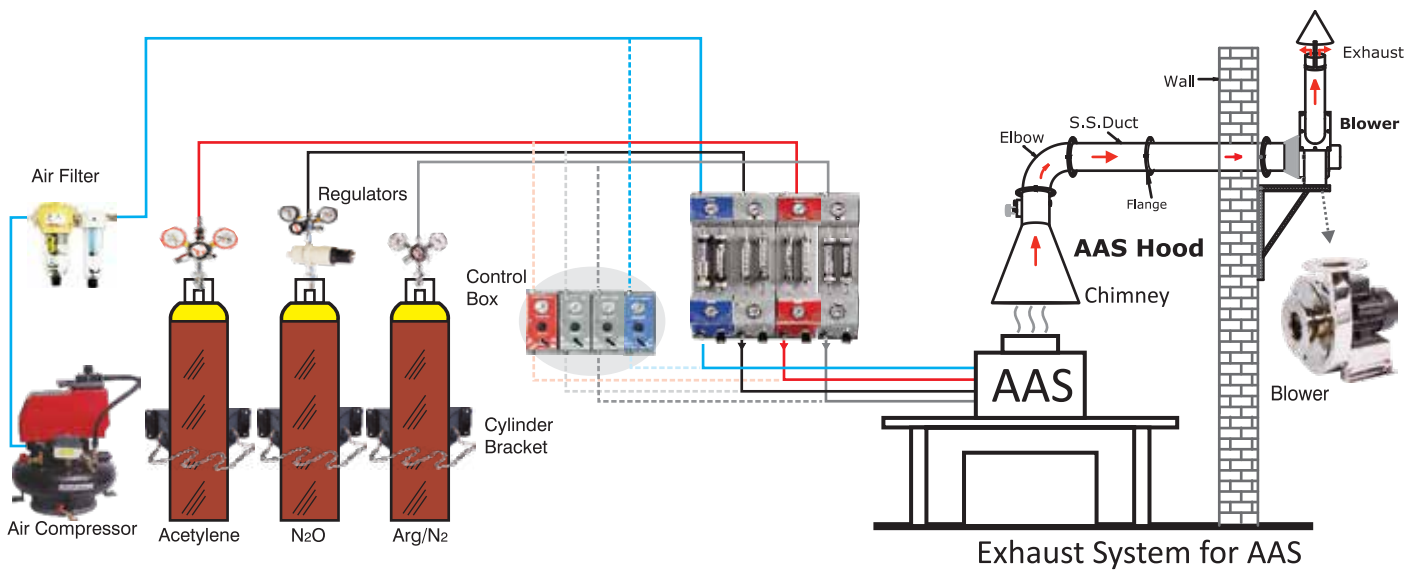 Air Filter
Regulators
Control
Box
Cylinder
Bracket
Air Compressor
Acetylene
N2O
Arg/N2
Exhaust
Wall
Blower
S.S.Duct
Elbow
Flange
AAS Hood
Chimney
AAS
Blower
Exhaust System for AAS